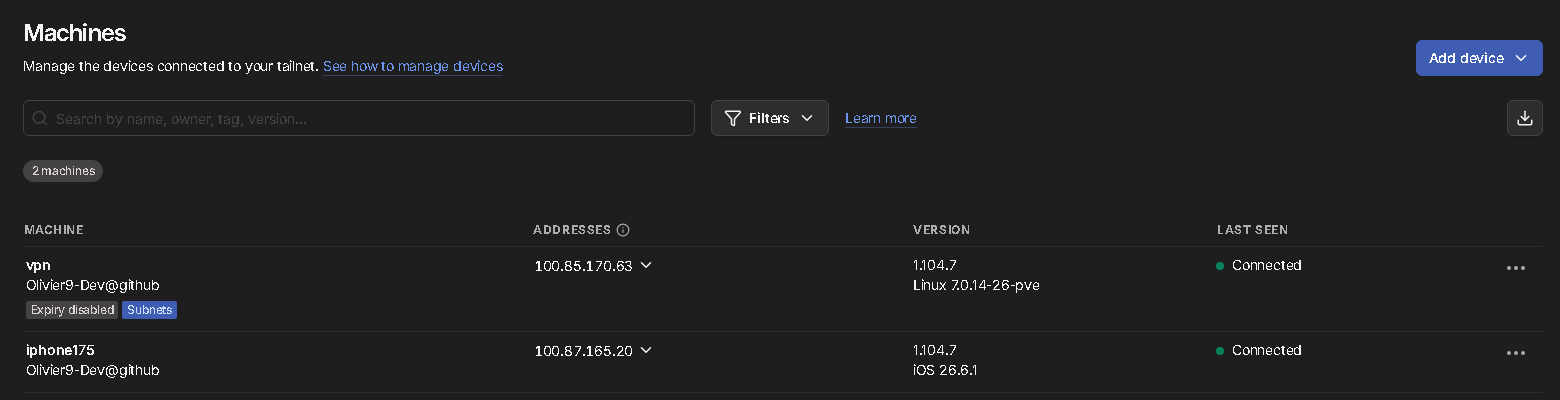 Machines
Manage the devices connected to your tailnet. See how to manage devices
Add device
Search by name, owner, tag, version...
Filters
Learn more
2 machines
MACHINE ADDRESSES VERSION LAST SEEN
vpn 100.85.170.63 1.104.7 Connected
Olivier9-Dev@github Linux 7.0.14-26-pve
Expiry disabled Subnets
iphone175 100.87.165.20 1.104.7 Connected
Olivier9-Dev@github iOS 26.6.1